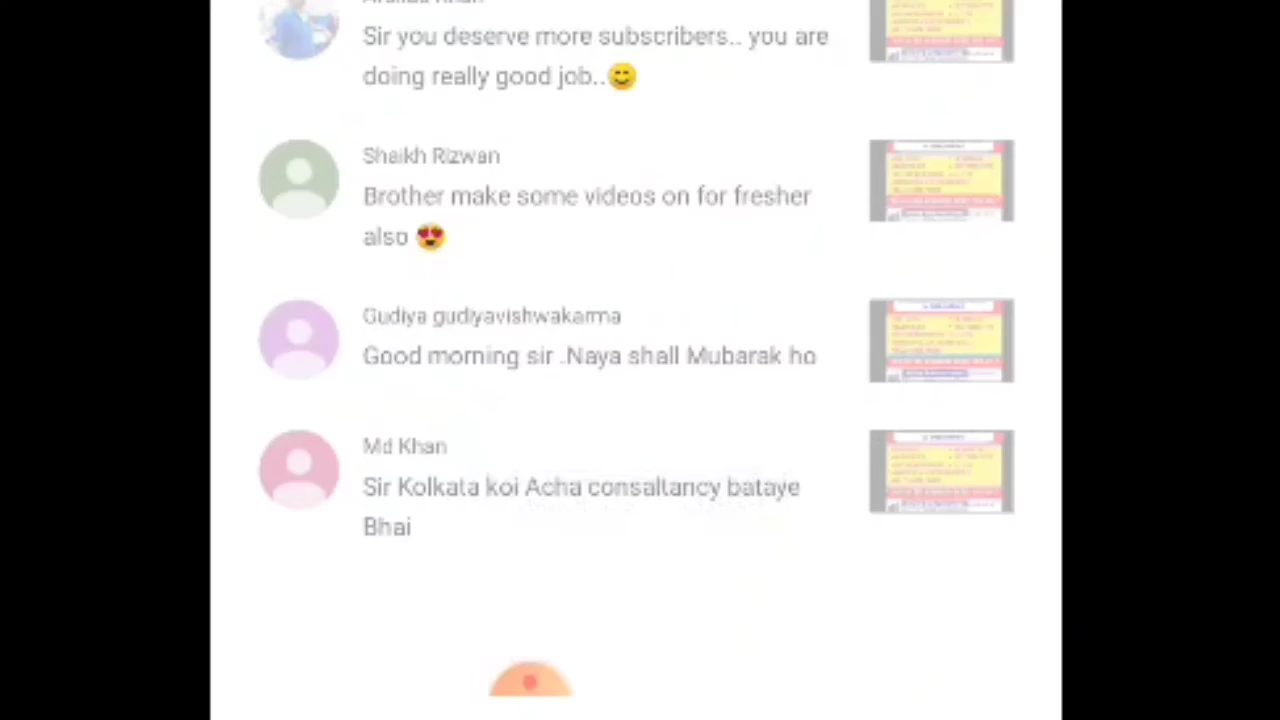 Sir you deserve more subscribers.. you are
doing really good job..😊
Shaikh Rizwan
Brother make some videos on for fresher
also 😍
Gudiya gudiyavishwakarma
Good morning sir .Naya shall Mubarak ho
Md Khan
Sir Kolkata koi Acha consaltancy bataye
Bhai